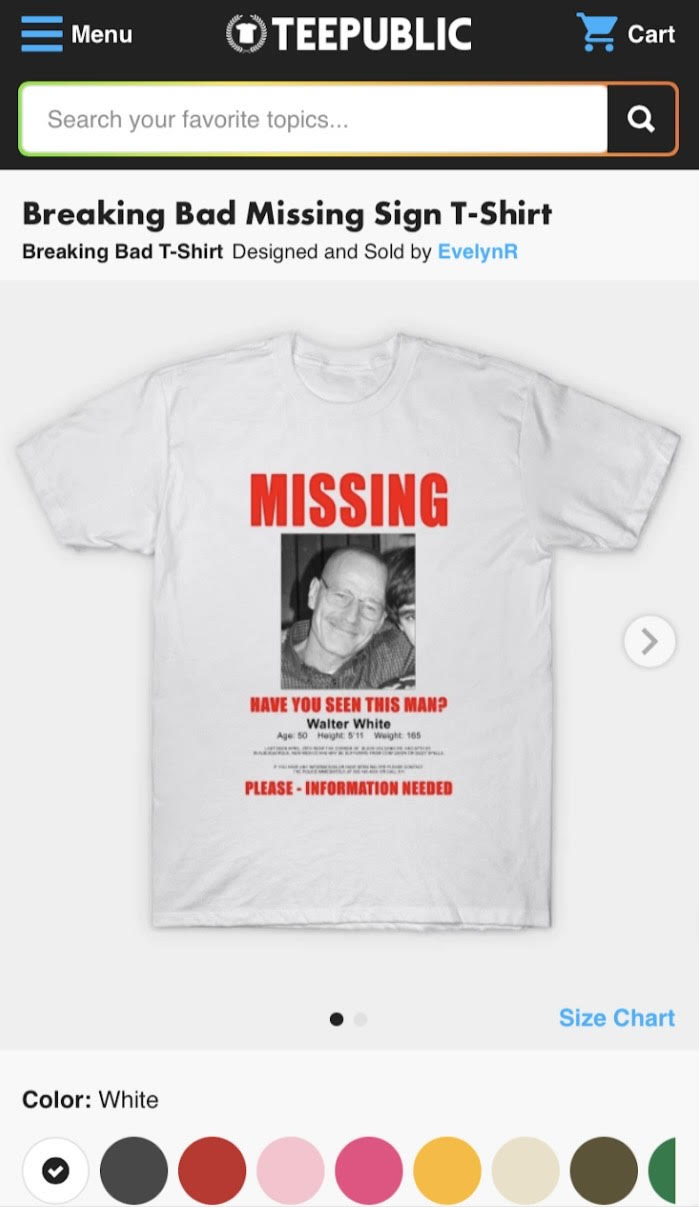 Menu
TEEPUBLIC
Cart
Search your favorite topics...
Breaking Bad Missing Sign T-Shirt
Breaking Bad T-Shirt Designed and Sold by EvelynR
MISSING
HAVE YOU SEEN THIS MAN?
Walter White
Age: 50 Height: 5'11 Weight: 165
PLEASE - INFORMATION NEEDED
Size Chart
Color: White